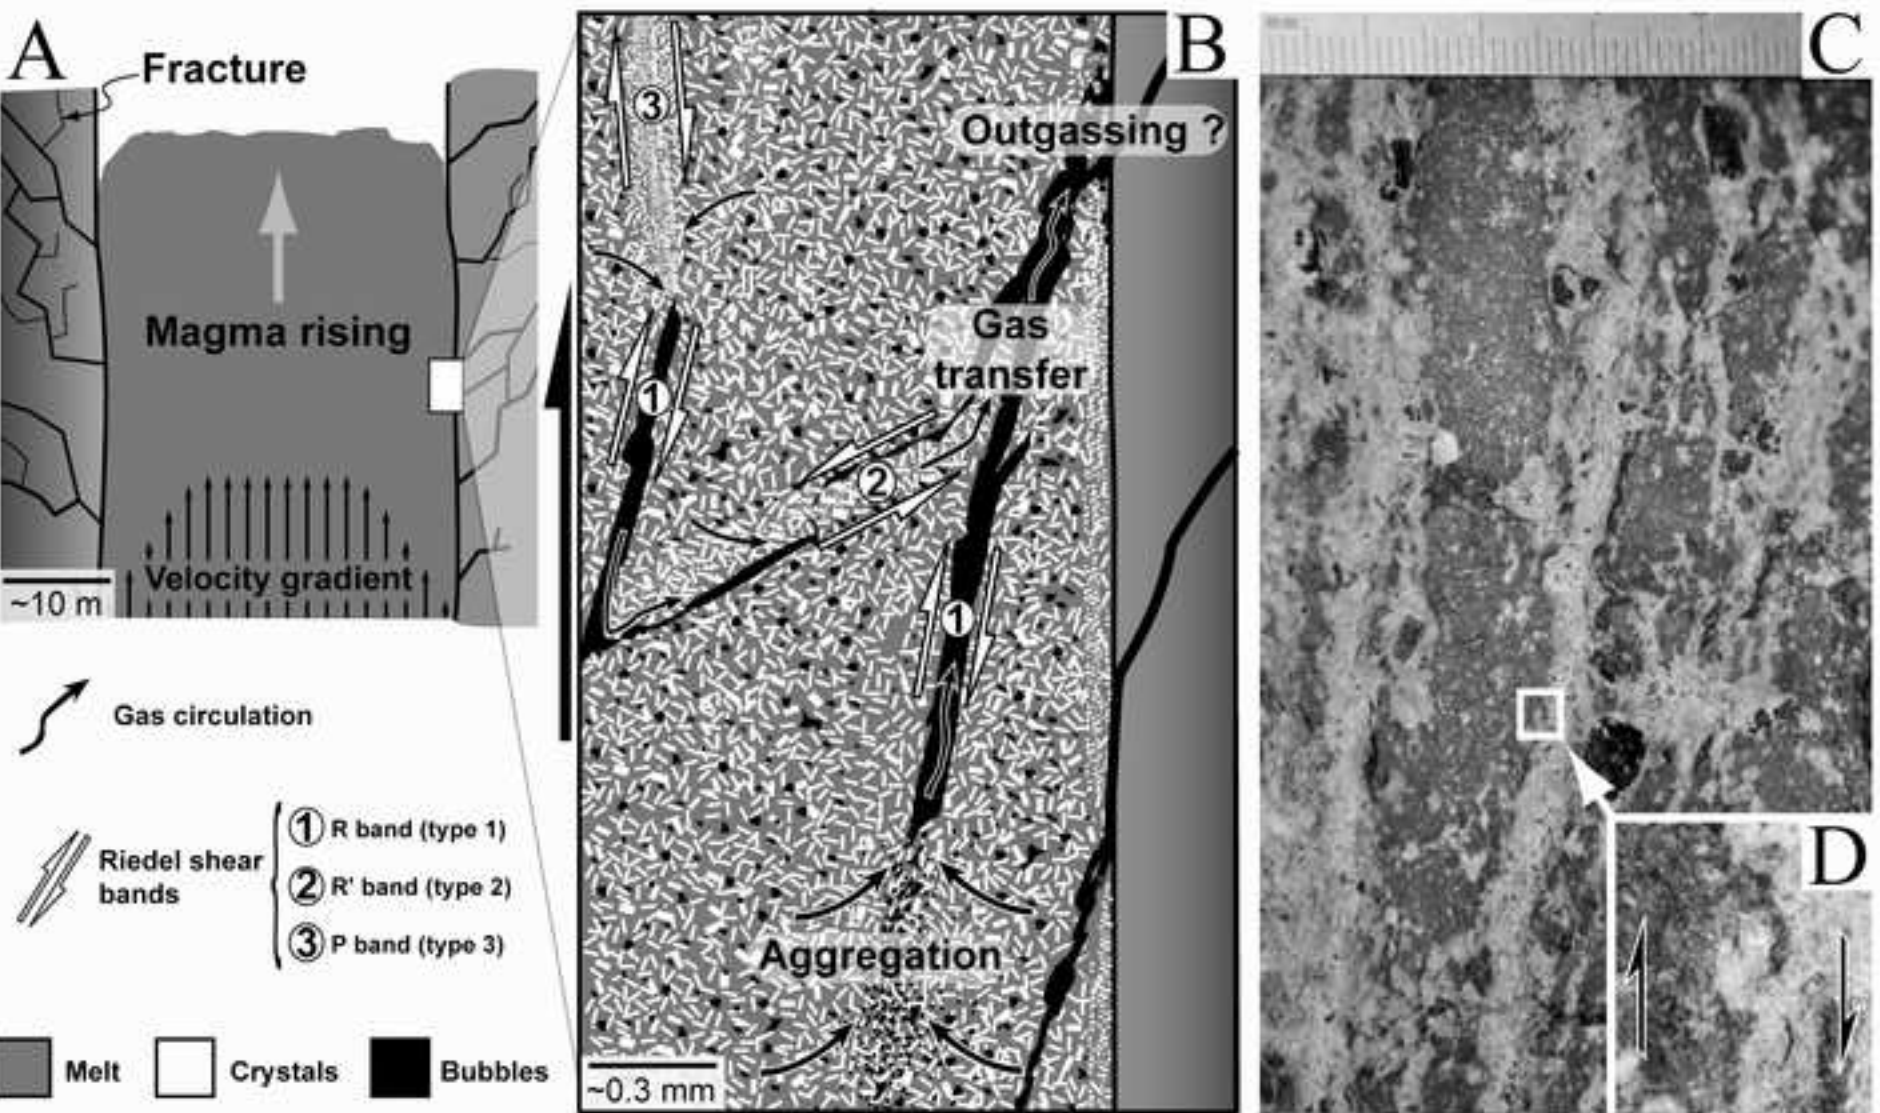 A
Fracture
Magma rising
Velocity gradient
~10 m
Gas circulation
Riedel shear
bands
1 R band (type 1)
2 R' band (type 2)
3 P band (type 3)
Melt
Crystals
Bubbles
B
3
Outgassing ?
Gas
transfer
1
2
1
Aggregation
~0.3 mm
C
D